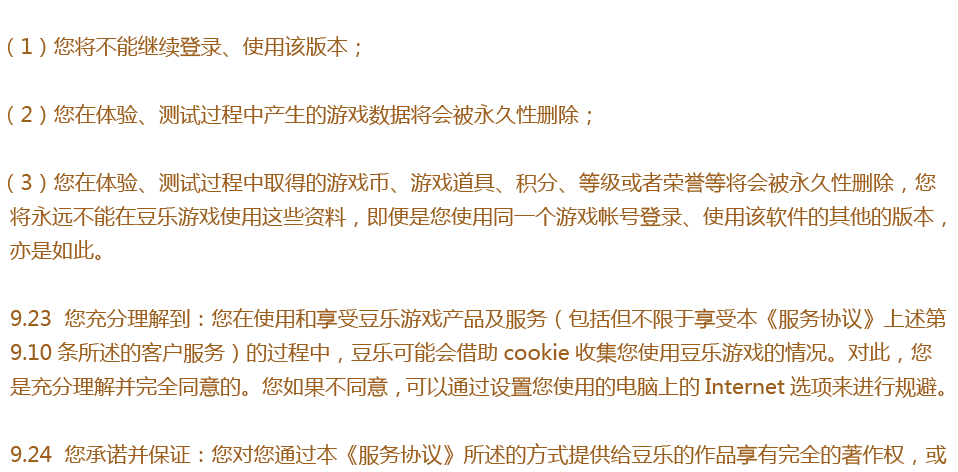 （1）您将不能继续登录、使用该版本；
（2）您在体验、测试过程中产生的游戏数据将会被永久性删除；
（3）您在体验、测试过程中取得的游戏币、游戏道具、积分、等级或者荣誉等将会被永久性删除，您
将永远不能在豆乐游戏使用这些资料，即便是您使用同一个游戏帐号登录、使用该软件的其他的版本，
亦是如此。
9.23 您充分理解到：您在使用和享受豆乐游戏产品及服务（包括但不限于享受本《服务协议》上述第
9.10 条所述的客户服务）的过程中，豆乐可能会借助 cookie 收集您使用豆乐游戏的情况。对此，您
是充分理解并完全同意的。您如果不同意，可以通过设置您使用的电脑上的 Internet 选项来进行规避。
9.24 您承诺并保证：您对您通过本《服务协议》所述的方式提供给豆乐的作品享有完全的著作权，或